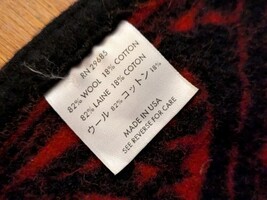 RN 29685
82% WOOL 18% COTTON
82% LAINE 18% COTON
ウール 82% コットン 18%
MADE IN USA
SEE REVERSE FOR CARE